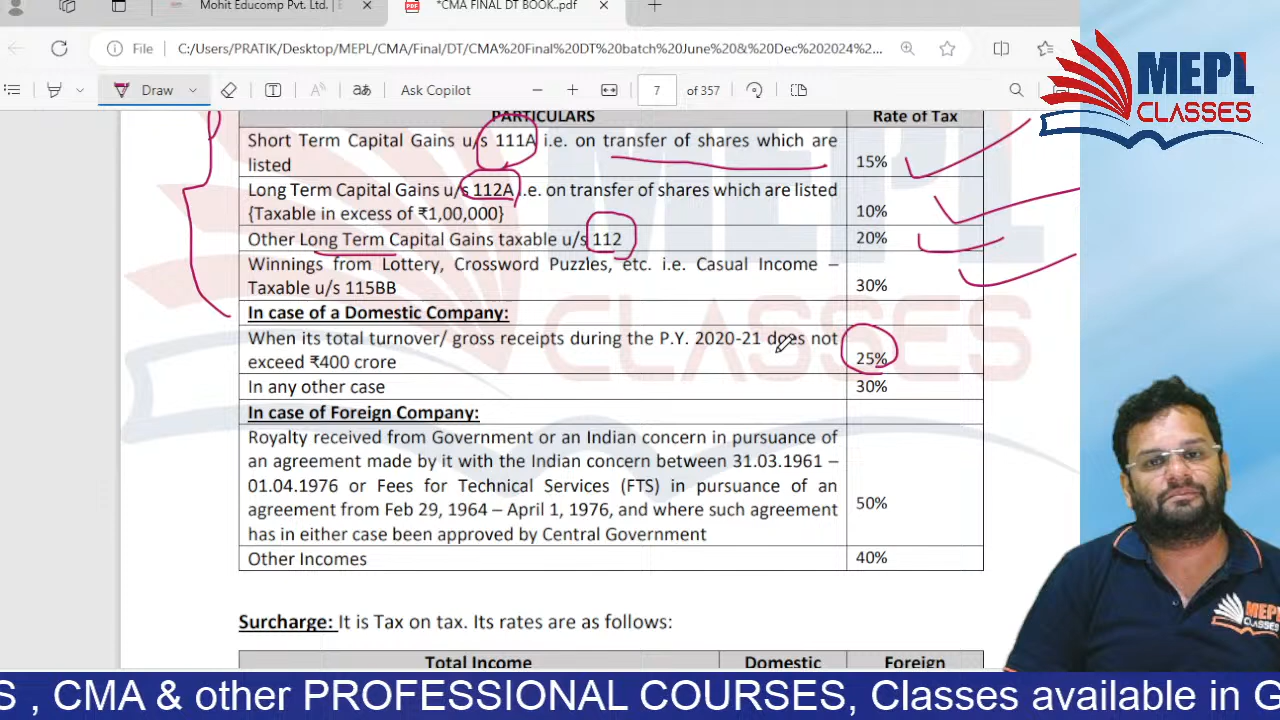 Mohit Educomp Pvt. Ltd.
*CMA FINAL DT BOOK..pdf
File
C:/Users/PRATIK/Desktop/MEPL/CMA/Final/DT/CMA%20Final%20DT%20batch%20June%20&%20Dec%202024%2...
Draw
Ask Copilot
7
of 357
MEPL
CLASSES
PARTICULARS
Rate of Tax
Short Term Capital Gains u/s 111A i.e. on transfer of shares which are
listed
15%
Long Term Capital Gains u/s 112A i.e. on transfer of shares which are listed
{Taxable in excess of ₹1,00,000}
10%
Other Long Term Capital Gains taxable u/s 112
20%
Winnings from Lottery, Crossword Puzzles, etc. i.e. Casual Income –
Taxable u/s 115BB
30%
In case of a Domestic Company:
When its total turnover/ gross receipts during the P.Y. 2020-21 does not
exceed ₹400 crore
25%
In any other case
30%
In case of Foreign Company:
Royalty received from Government or an Indian concern in pursuance of
an agreement made by it with the Indian concern between 31.03.1961 –
01.04.1976 or Fees for Technical Services (FTS) in pursuance of an
agreement from Feb 29, 1964 – April 1, 1976, and where such agreement
has in either case been approved by Central Government
50%
Other Incomes
40%
Surcharge: It is Tax on tax. Its rates are as follows:
Total Income
Domestic
Foreign
MEPL
CLASSES
S , CMA & other PROFESSIONAL COURSES, Classes available in G